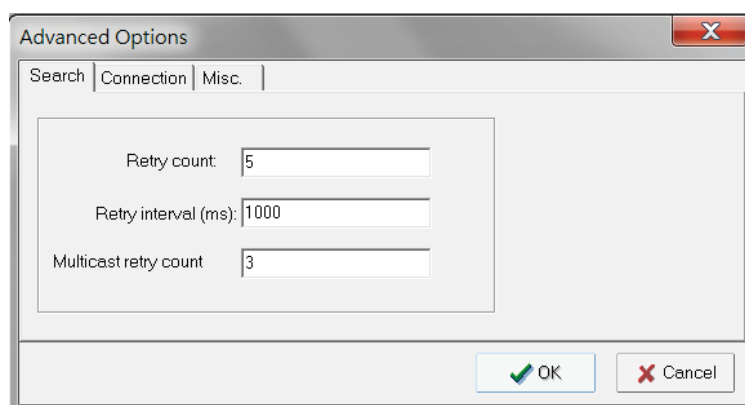 Advanced Options
Search Connection Misc.
Retry count: 5
Retry interval (ms): 1000
Multicast retry count 3
OK Cancel